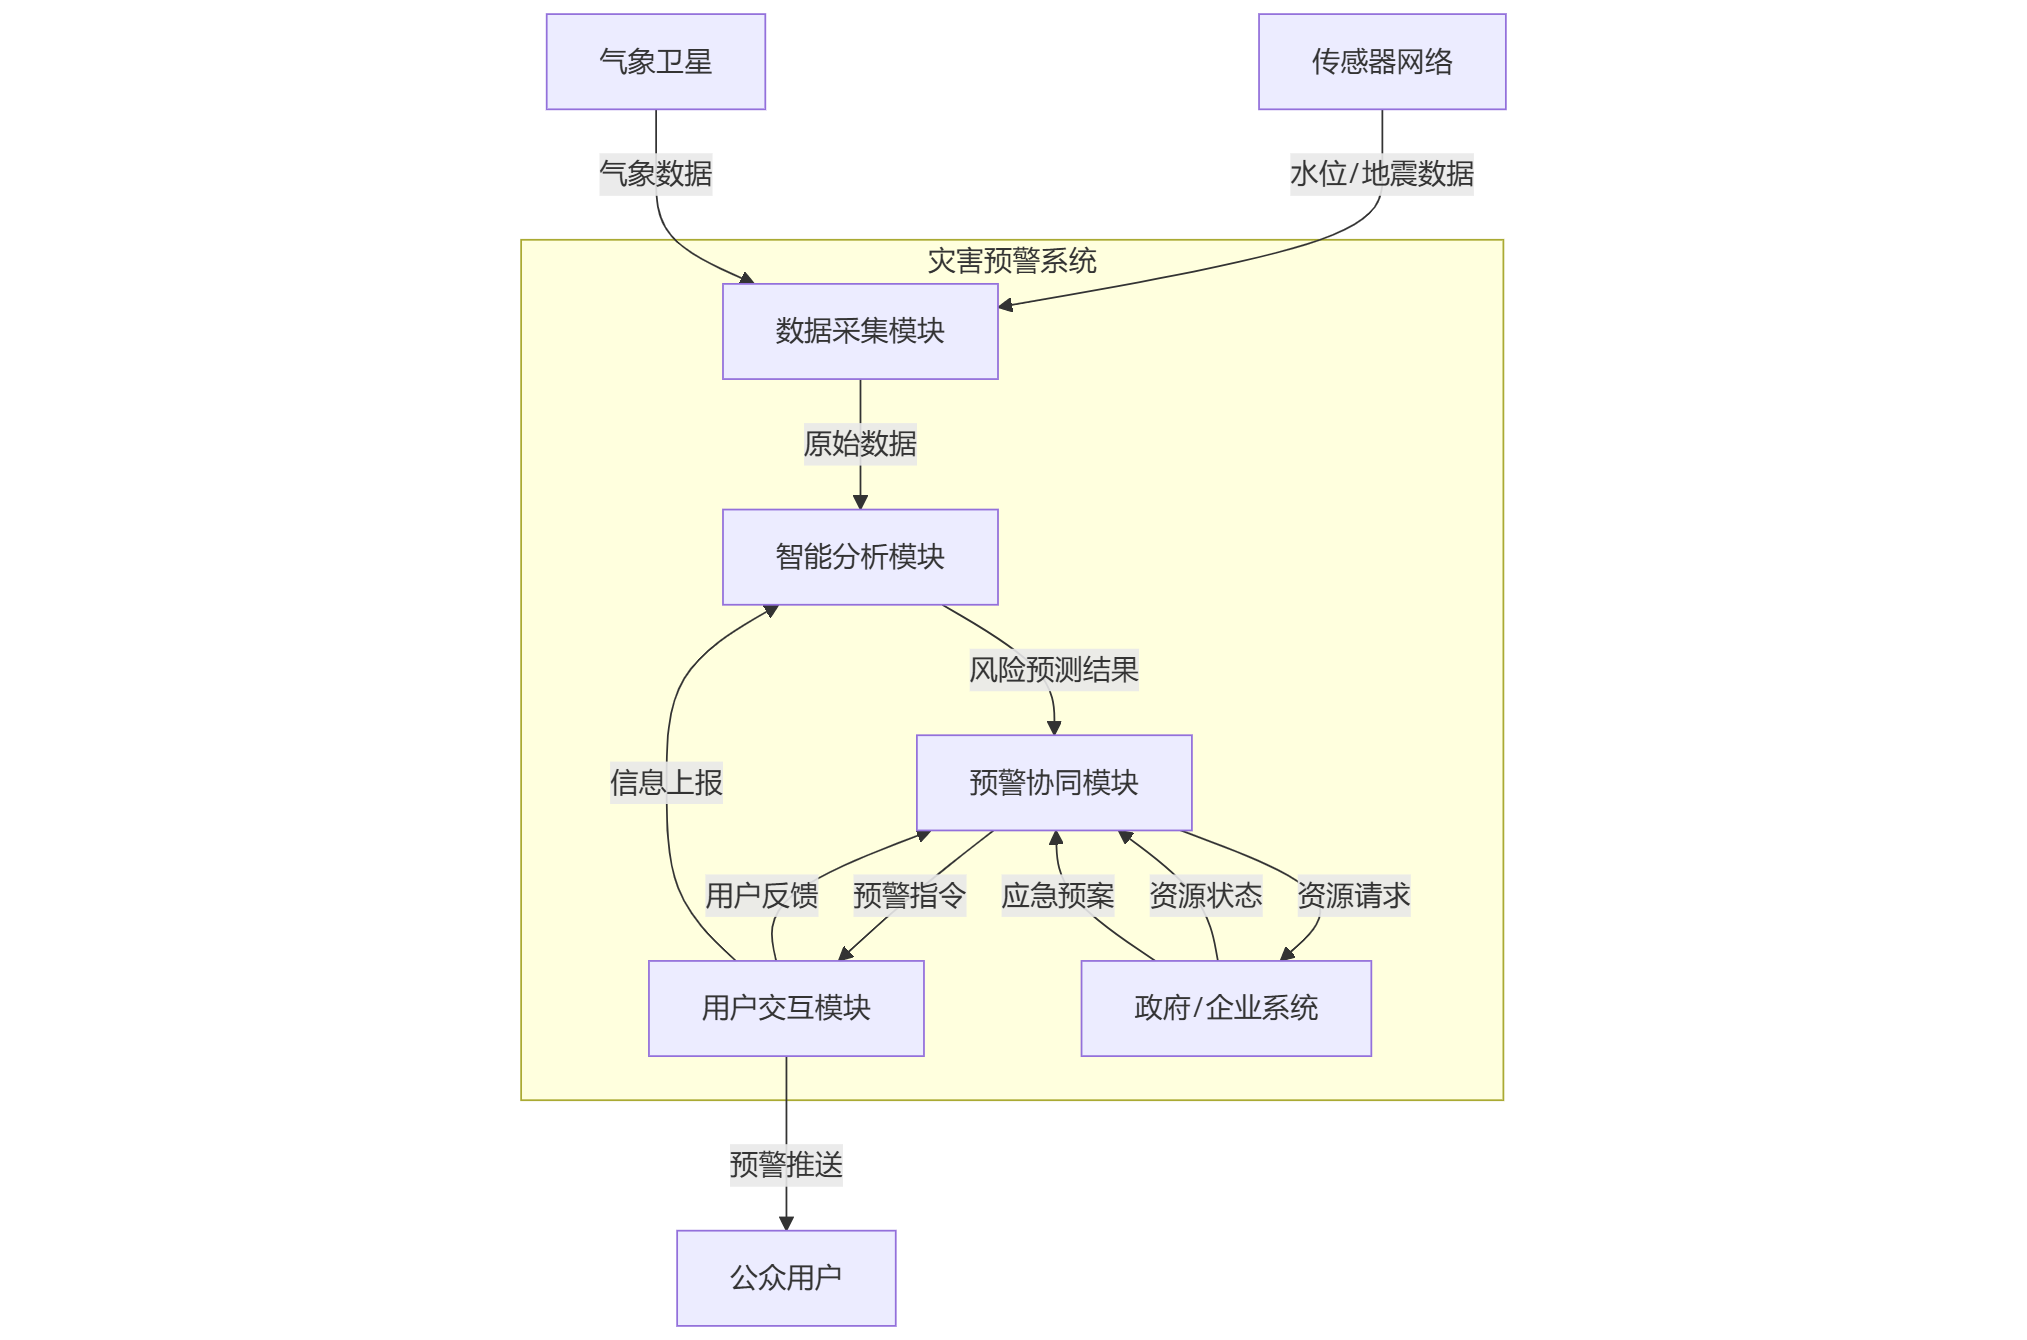 气象卫星
传感器网络
气象数据
水位/地震数据
灾害预警系统
数据采集模块
原始数据
智能分析模块
风险预测结果
预警协同模块
信息上报
用户反馈
预警指令
应急预案
资源状态
资源请求
用户交互模块
政府/企业系统
预警推送
公众用户